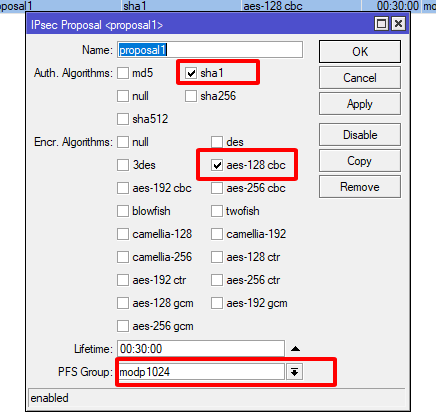 oposal1 sha1 aes-128 cbc 00:30:00 mo
IPsec Proposal <proposal1>
Name: proposal1
OK
Auth. Algorithms: md5 sha1
Cancel
null sha256
Apply
sha512
Encr. Algorithms: null des
Disable
3des aes-128 cbc
Copy
aes-192 cbc aes-256 cbc
Remove
blowfish twofish
camellia-128 camellia-192
camellia-256 aes-128 ctr
aes-192 ctr aes-256 ctr
aes-128 gcm aes-192 gcm
aes-256 gcm
Lifetime: 00:30:00
PFS Group: modp1024
enabled